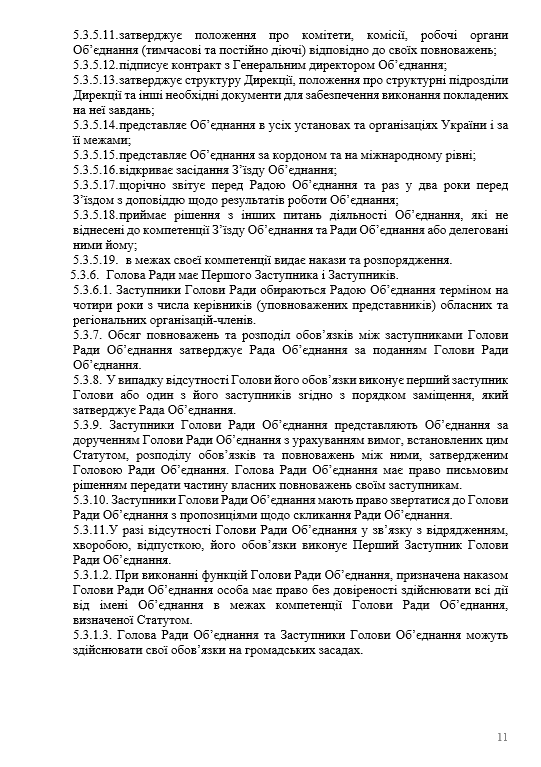 5.3.5.11.затверджує положення про комітети, комісії, робочі органи
Об’єднання (тимчасові та постійно діючі) відповідно до своїх повноважень;
5.3.5.12.підписує контракт з Генеральним директором Об’єднання;
5.3.5.13.затверджує структуру Дирекції, положення про структурні підрозділи
Дирекції та інші необхідні документи для забезпечення виконання покладених
на неї завдань;
5.3.5.14.представляє Об’єднання в усіх установах та організаціях України і за
її межами;
5.3.5.15.представляє Об’єднання за кордоном та на міжнародному рівні;
5.3.5.16.відкриває засідання З’їзду Об’єднання;
5.3.5.17.щорічно звітує перед Радою Об’єднання та раз у два роки перед
З’їздом з доповіддю щодо результатів роботи Об’єднання;
5.3.5.18.приймає рішення з інших питань діяльності Об’єднання, які не
віднесені до компетенції З’їзду Об’єднання та Ради Об’єднання або делеговані
ними йому;
5.3.5.19. в межах своєї компетенції видає накази та розпорядження.
5.3.6. Голова Ради має Першого Заступника і Заступників.
5.3.6.1. Заступники Голови Ради обираються Радою Об’єднання терміном на
чотири роки з числа керівників (уповноважених представників) обласних та
регіональних організацій-членів.
5.3.7. Обсяг повноважень та розподіл обов’язків між заступниками Голови
Ради Об’єднання затверджує Рада Об’єднання за поданням Голови Ради
Об’єднання.
5.3.8. У випадку відсутності Голови його обов’язки виконує перший заступник
Голови або один з його заступників згідно з порядком заміщення, який
затверджує Рада Об’єднання.
5.3.9. Заступники Голови Ради Об’єднання представляють Об’єднання за
дорученням Голови Ради Об’єднання з урахуванням вимог, встановлених цим
Статутом, розподілу обов’язків та повноважень між ними, затвердженим
Головою Ради Об’єднання. Голова Ради Об’єднання має право письмовим
рішенням передати частину власних повноважень своїм заступникам.
5.3.10. Заступники Голови Ради Об’єднання мають право звертатися до Голови
Ради Об’єднання з пропозиціями щодо скликання Ради Об’єднання.
5.3.11.У разі відсутності Голови Ради Об’єднання у зв’язку з відрядженням,
хворобою, відпусткою, його обов’язки виконує Перший Заступник Голови
Ради Об’єднання.
5.3.1.2. При виконанні функцій Голови Ради Об’єднання, призначена наказом
Голови Ради Об’єднання особа має право без довіреності здійснювати всі дії
від імені Об’єднання в межах компетенції Голови Ради Об’єднання,
визначеної Статутом.
5.3.1.3. Голова Ради Об’єднання та Заступники Голови Об’єднання можуть
здійснювати свої обов’язки на громадських засадах.
11